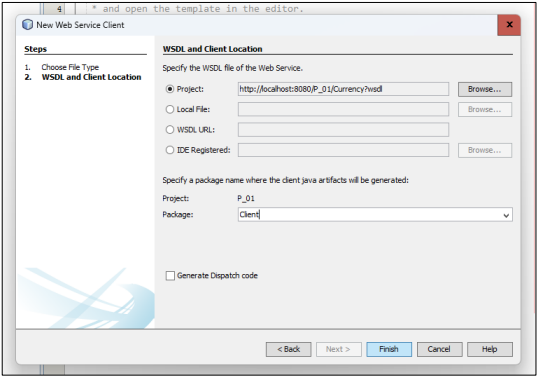 4 * and open the template in the editor.
New Web Service Client
x
Steps
1. Choose File Type
2. WSDL and Client Location
WSDL and Client Location
Specify the WSDL file of the Web Service.
Project: http://localhost:8080/P_01/Currency?wsdl Browse...
Local File: Browse...
WSDL URL:
IDE Registered: Browse...
Specify a package name where the client java artifacts will be generated:
Project: P_01
Package: Client
Generate Dispatch code
< Back Next > Finish Cancel Help